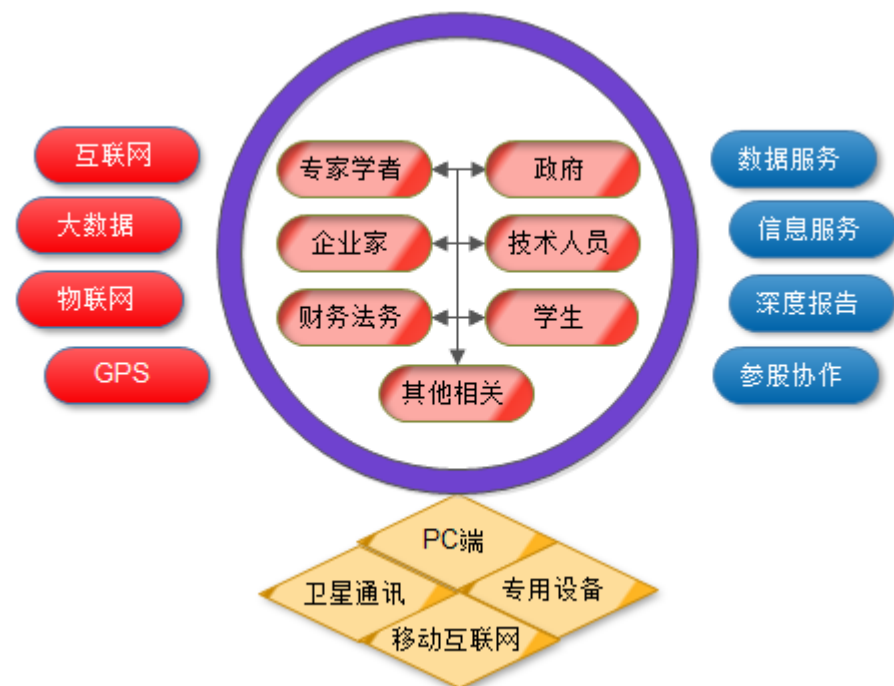 互联网
大数据
物联网
GPS
专家学者
政府
企业家
技术人员
财务法务
学生
其他相关
数据服务
信息服务
深度报告
参股协作
PC端
卫星通讯
专用设备
移动互联网